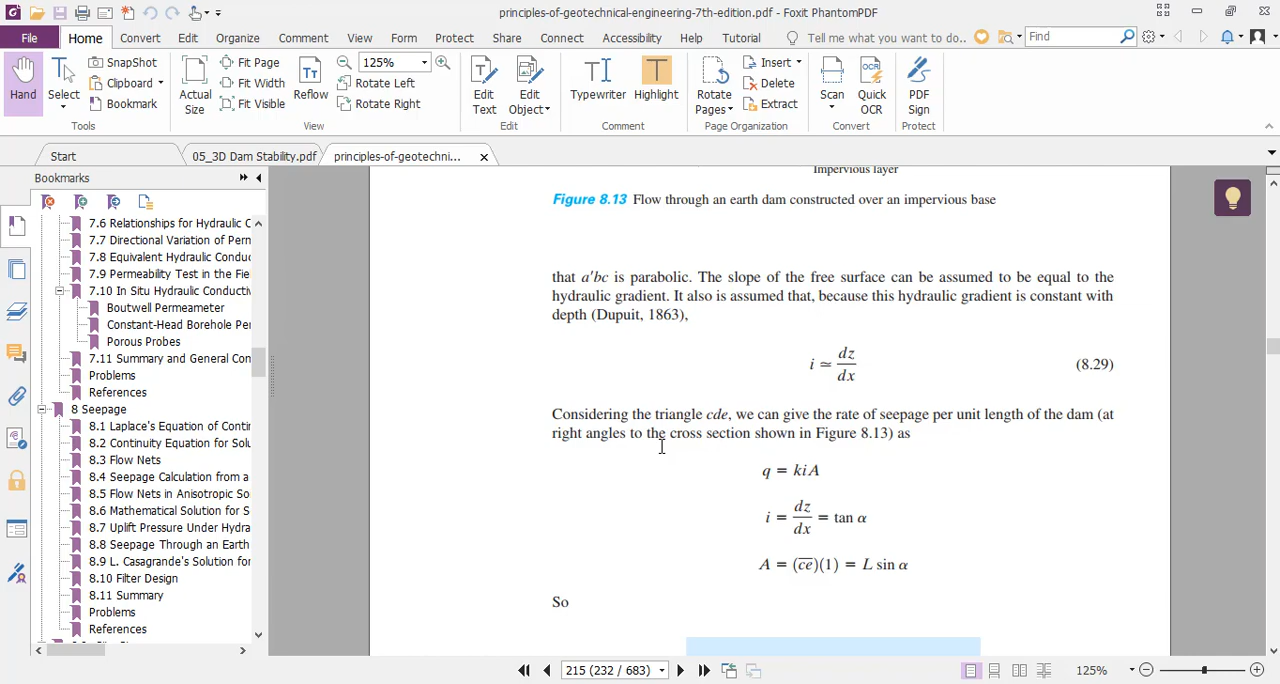 principles-of-geotechnical-engineering-7th-edition.pdf - Foxit PhantomPDF
File Home Convert Edit Organize Comment View Form Protect Share Connect Accessibility Help Tutorial Tell me what you want to do.. Find
Hand
Select
SnapShot
Clipboard
Bookmark
Tools
Actual
Size
Fit Page
Fit Width
Fit Visible
Reflow
125%
Rotate Left
Rotate Right
View
Edit
Text
Edit
Object
Edit
Typewriter
Highlight
Comment
Rotate
Pages
Insert
Delete
Extract
Page Organization
Scan
Quick
OCR
Convert
PDF
Sign
Protect
Start 05_3D Dam Stability.pdf principles-of-geotechni...
Bookmarks
7.6 Relationships for Hydraulic C
7.7 Directional Variation of Perm
7.8 Equivalent Hydraulic Conduc
7.9 Permeability Test in the Fie
7.10 In Situ Hydraulic Conductiv
Boutwell Permeameter
Constant-Head Borehole Pe
Porous Probes
7.11 Summary and General Con
Problems
References
8 Seepage
8.1 Laplace's Equation of Contin
8.2 Continuity Equation for Solu
8.3 Flow Nets
8.4 Seepage Calculation from a
8.5 Flow Nets in Anisotropic So
8.6 Mathematical Solution for S
8.7 Uplift Pressure Under Hydra
8.8 Seepage Through an Earth
8.9 L. Casagrande's Solution for
8.10 Filter Design
8.11 Summary
Problems
References
Impervious layer
Figure 8.13 Flow through an earth dam constructed over an impervious base
that a′bc is parabolic. The slope of the free surface can be assumed to be equal to the
hydraulic gradient. It also is assumed that, because this hydraulic gradient is constant with
depth (Dupuit, 1863),
i ≃ dz/dx (8.29)
Considering the triangle cde, we can give the rate of seepage per unit length of the dam (at
right angles to the cross section shown in Figure 8.13) as
q = kiA
i = dz/dx = tan α
A = (c̅e̅)(1) = L sin α
So
215 (232 / 683)
125%